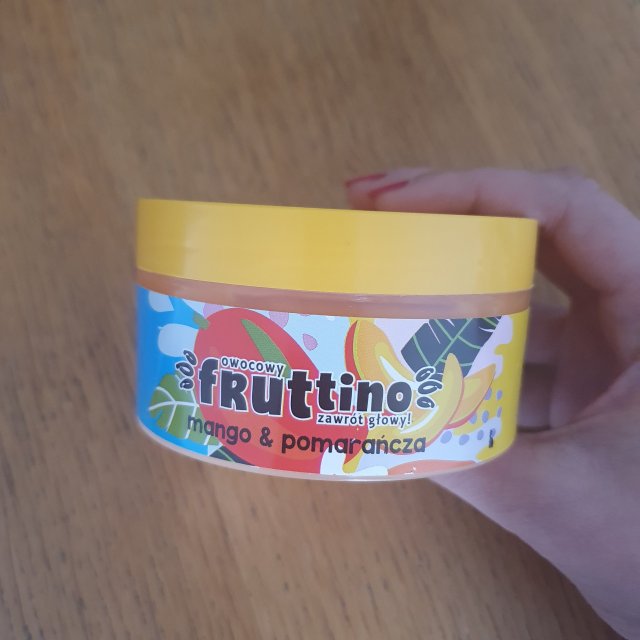 owocowy
fRuttino
zawrót głowy!
mango & pomarańcza